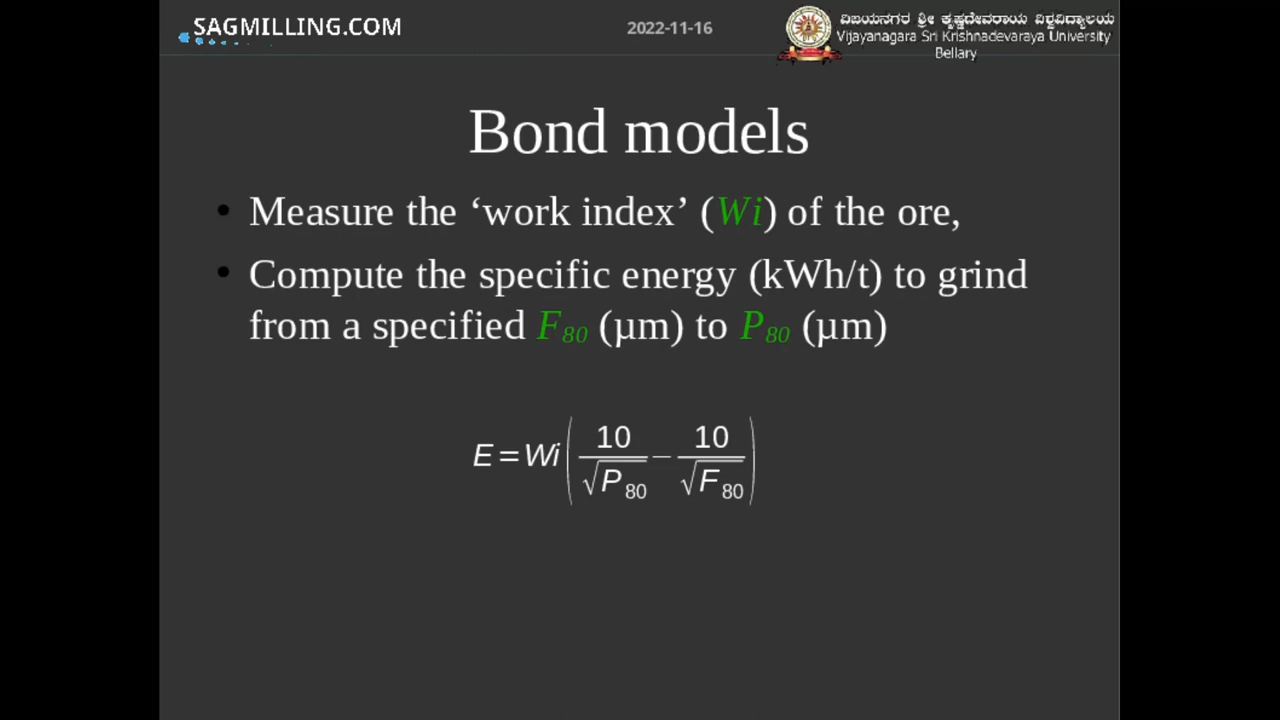 SAGMILLING.COM
2022-11-16
ವಿಜಯನಗರ ಶ್ರೀ ಕೃಷ್ಣದೇವರಾಯ ವಿಶ್ವವಿದ್ಯಾಲಯ
Vijayanagara Sri Krishnadevaraya University
Bellary
Bond models
• Measure the ‘work index’ (Wi) of the ore,
• Compute the specific energy (kWh/t) to grind
from a specified F80 (µm) to P80 (µm)
E = Wi ( 10/√P80 − 10/√F80 )